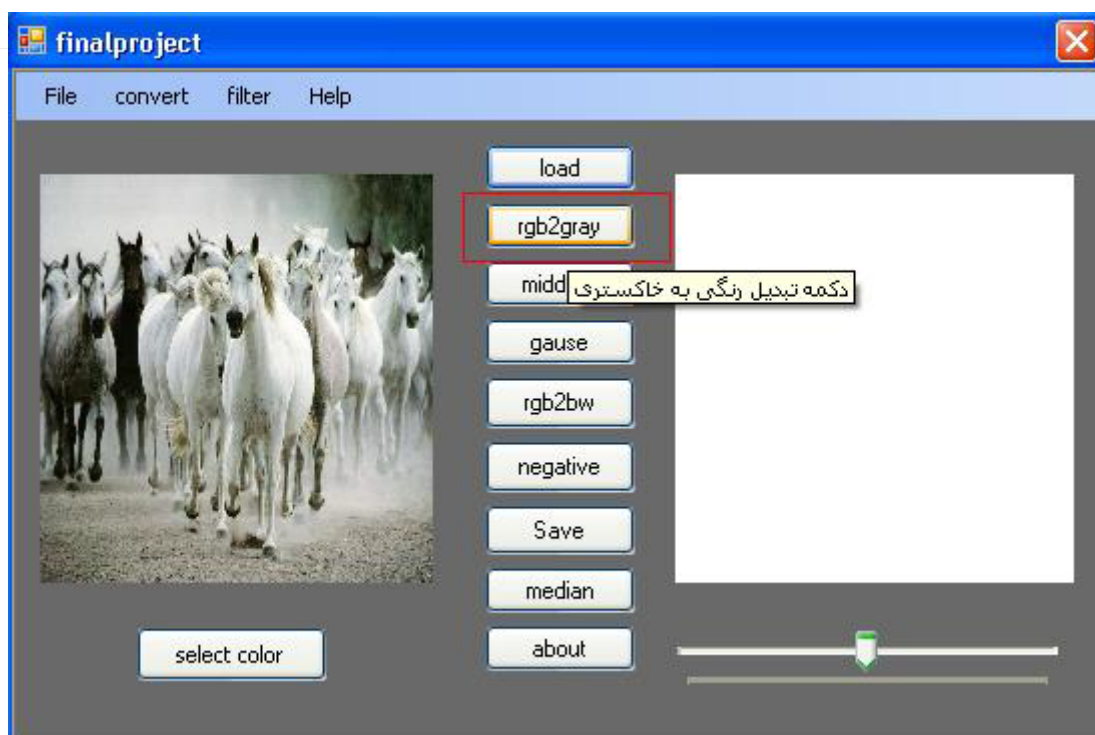 finalproject
File convert filter Help
load
rgb2gray
midd
دکمه تبدیل رنگی به خاکستری
gause
rgb2bw
negative
Save
median
about
select color